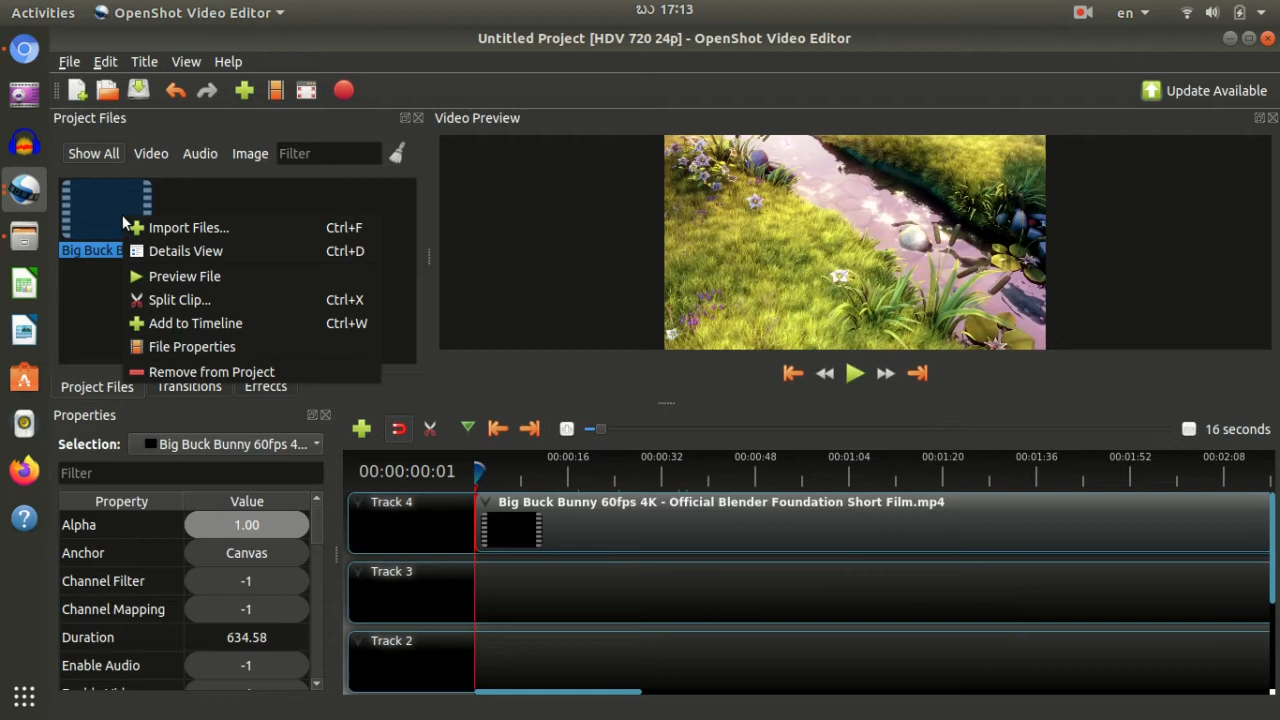 Activities OpenShot Video Editor ວງ 17:13 en
Untitled Project [HDV 720 24p] - OpenShot Video Editor
File Edit Title View Help
Update Available
Project Files
Video Preview
Show All Video Audio Image Filter
Big Buck B
Import Files... Ctrl+F
Details View Ctrl+D
Preview File
Split Clip... Ctrl+X
Add to Timeline Ctrl+W
File Properties
Remove from Project
Project Files Transitions Effects
Properties
Selection: Big Buck Bunny 60fps 4...
Filter
Property Value
Alpha 1.00
Anchor Canvas
Channel Filter -1
Channel Mapping -1
Duration 634.58
Enable Audio -1
16 seconds
00:00:00:01
00:00:16 00:00:32 00:00:48 00:01:04 00:01:20 00:01:36 00:01:52 00:02:08
Track 4
Big Buck Bunny 60fps 4K - Official Blender Foundation Short Film.mp4
Track 3
Track 2